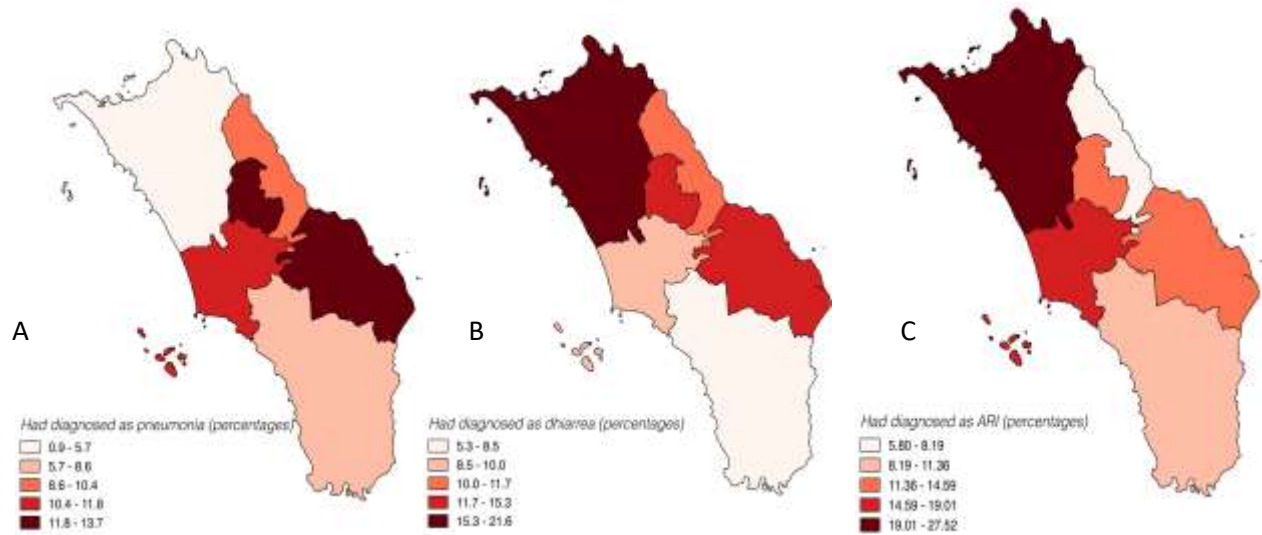 A
B
C
Had diagnosed as pneumonia (percentages)
0.9 - 5.7
5.7 - 8.6
8.6 - 10.4
10.4 - 11.8
11.8 - 13.7
Had diagnosed as dhiarrea (percentages)
5.3 - 8.5
8.5 - 10.0
10.0 - 11.7
11.7 - 15.3
15.3 - 21.6
Had diagnosed as ARI (percentages)
5.80 - 8.19
8.19 - 11.36
11.36 - 14.59
14.59 - 19.01
19.01 - 27.52